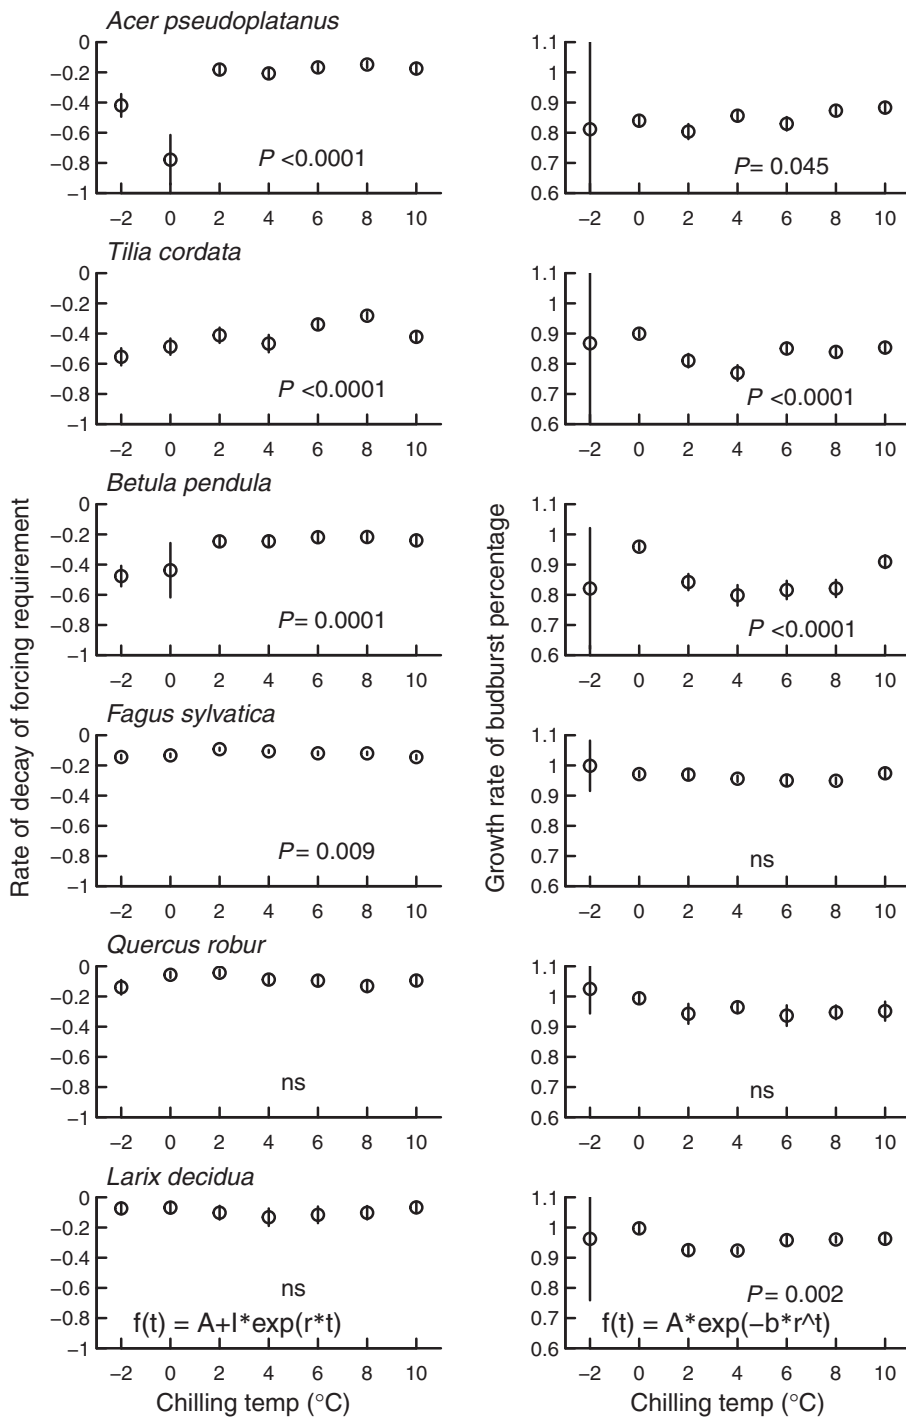 Acer pseudoplatanus
0
−0.2
−0.4
−0.6
−0.8
−1
P <0.0001
−2 0 2 4 6 8 10
1.1
1
0.9
0.8
0.7
0.6
P= 0.045
−2 0 2 4 6 8 10
Tilia cordata
0
−0.2
−0.4
−0.6
−0.8
−1
P <0.0001
−2 0 2 4 6 8 10
1.1
1
0.9
0.8
0.7
0.6
P <0.0001
−2 0 2 4 6 8 10
Rate of decay of forcing requirement
Growth rate of budburst percentage
Betula pendula
0
−0.2
−0.4
−0.6
−0.8
−1
P= 0.0001
−2 0 2 4 6 8 10
1.1
1
0.9
0.8
0.7
0.6
P <0.0001
−2 0 2 4 6 8 10
Fagus sylvatica
0
−0.2
−0.4
−0.6
−0.8
−1
P= 0.009
−2 0 2 4 6 8 10
1.1
1
0.9
0.8
0.7
0.6
ns
−2 0 2 4 6 8 10
Quercus robur
0
−0.2
−0.4
−0.6
−0.8
−1
ns
−2 0 2 4 6 8 10
1.1
1
0.9
0.8
0.7
0.6
ns
−2 0 2 4 6 8 10
Larix decidua
0
−0.2
−0.4
−0.6
−0.8
−1
ns
f(t) = A+I*exp(r*t)
−2 0 2 4 6 8 10
Chilling temp (°C)
1.1
1
0.9
0.8
0.7
0.6
P= 0.002
f(t) = A*exp(−b*r^t)
−2 0 2 4 6 8 10
Chilling temp (°C)